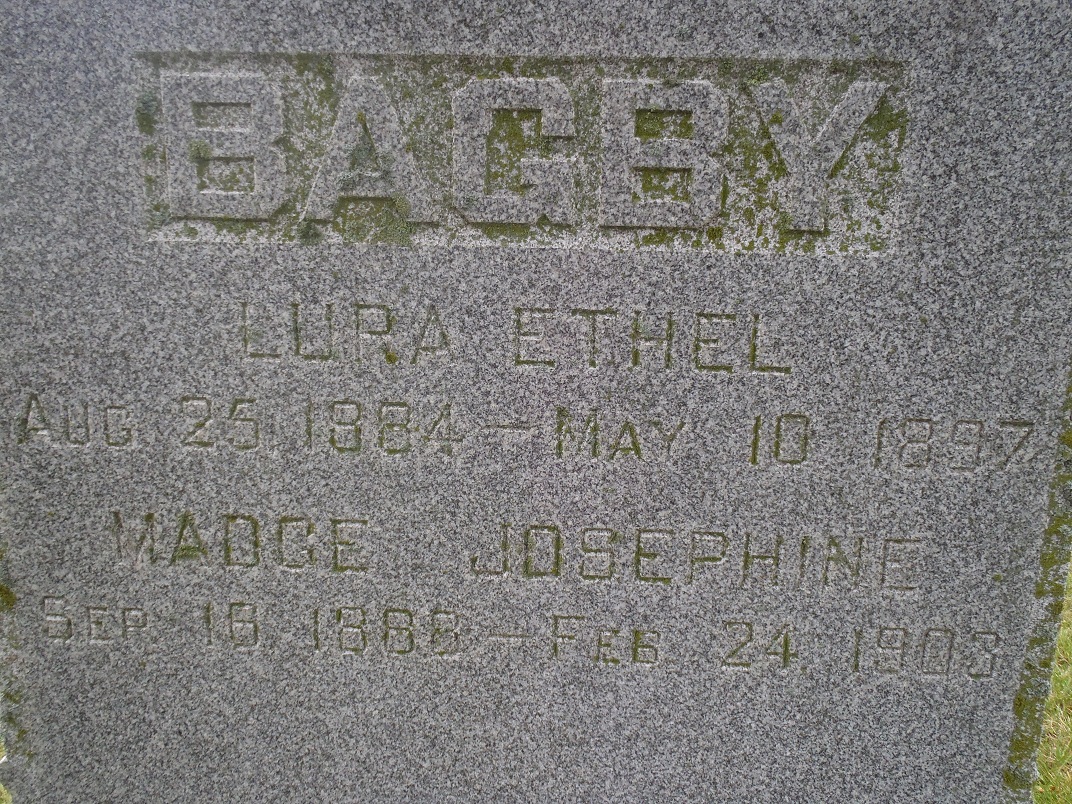 BAGBY
LURA ETHEL
AUG. 25, 1884 — MAY 10 1897
MADGE JOSEPHINE
SEP. 16. 1888 — FEB. 24. 1903